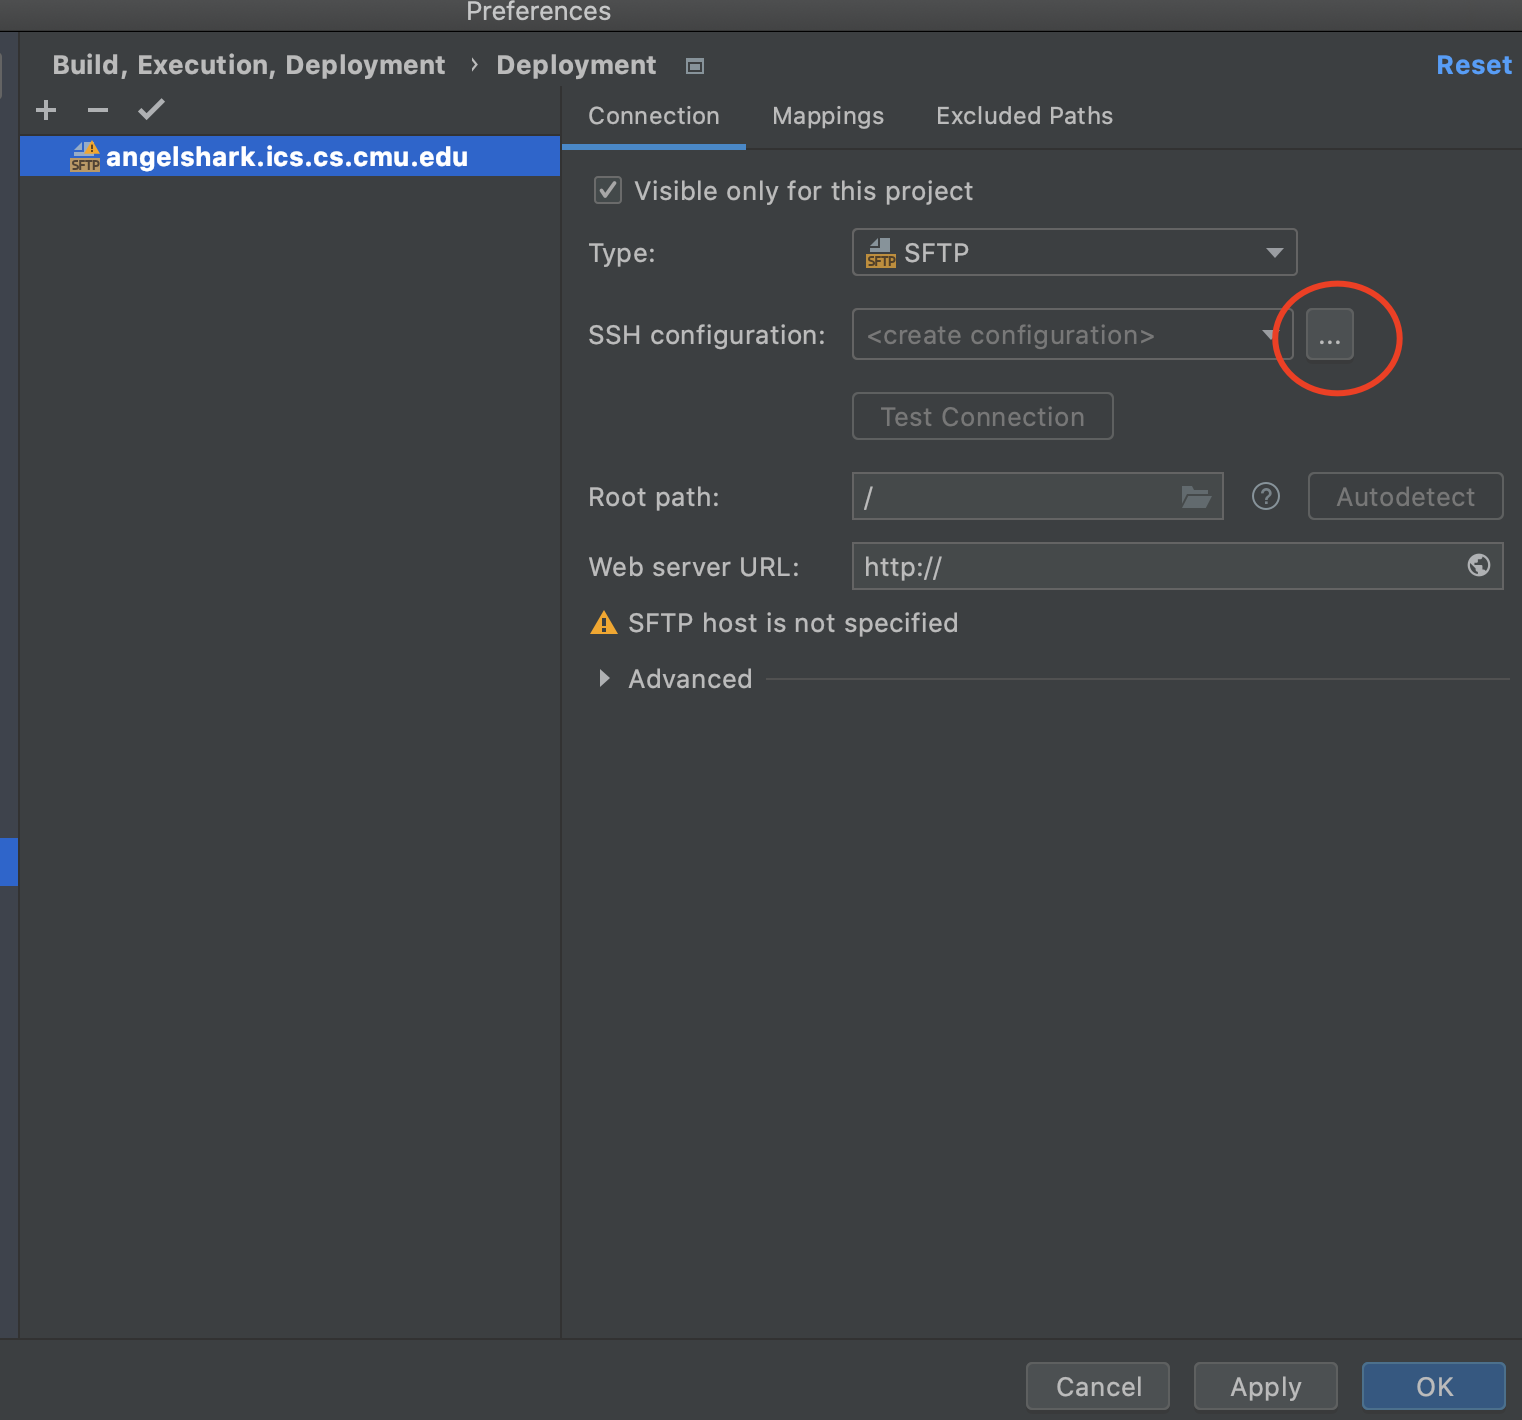 Preferences
Build, Execution, Deployment › Deployment
Reset
SFTP angelshark.ics.cs.cmu.edu
Connection Mappings Excluded Paths
Visible only for this project
Type: SFTP SFTP
SSH configuration: <create configuration> ...
Test Connection
Root path: / ? Autodetect
Web server URL: http://
SFTP host is not specified
Advanced
Cancel Apply OK